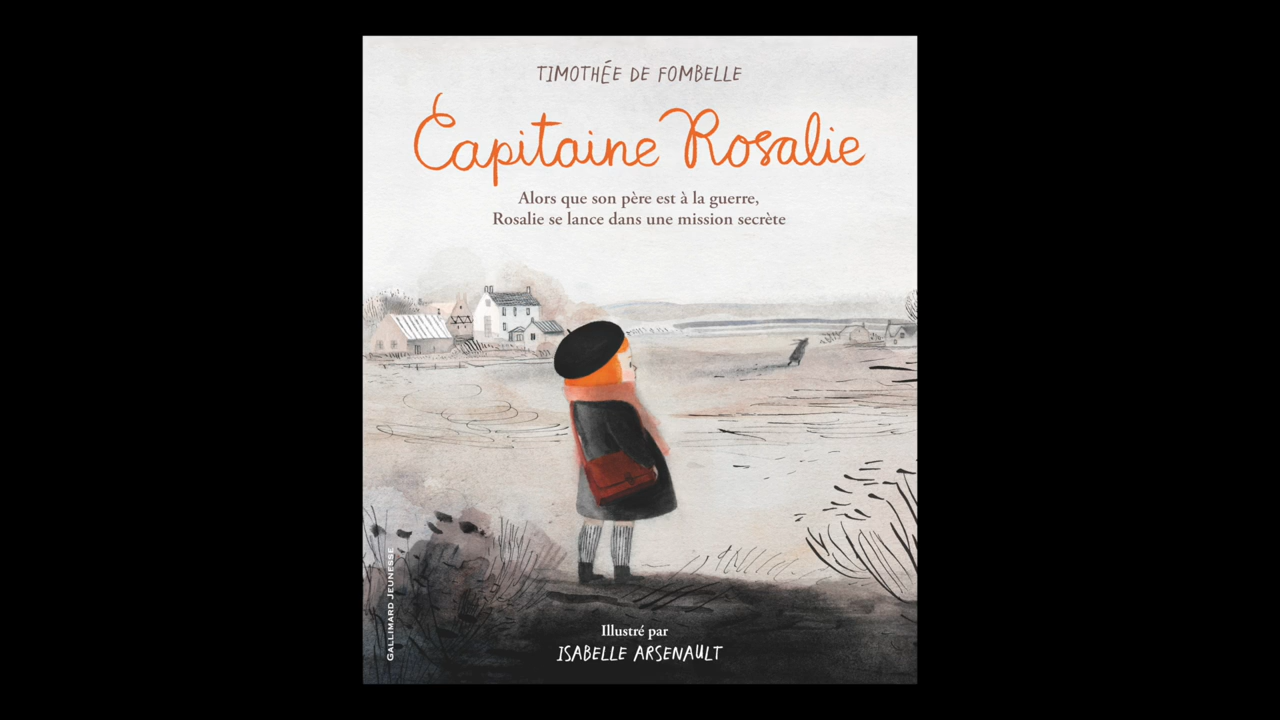 TIMOTHÉE DE FOMBELLE
Capitaine Rosalie
Alors que son père est à la guerre,
Rosalie se lance dans une mission secrète
GALLIMARD JEUNESSE
Illustré par
ISABELLE ARSENAULT